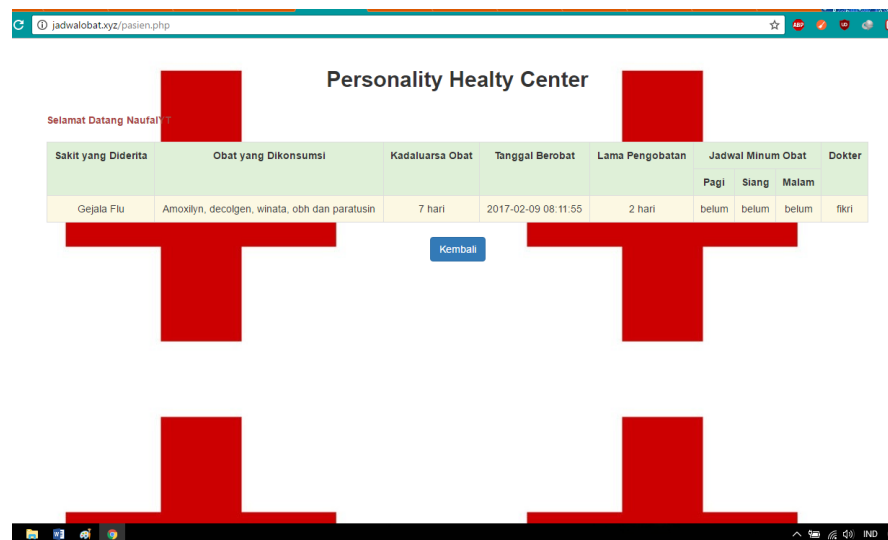 jadwalobat.xyz/pasien.php
ABP
Personality Healty Center
Selamat Datang NaufalYT
Sakit yang Diderita Obat yang Dikonsumsi Kadaluarsa Obat Tanggal Berobat Lama Pengobatan Jadwal Minum Obat Dokter
Pagi Siang Malam
Gejala Flu Amoxilyn, decolgen, winata, obh dan paratusin 7 hari 2017-02-09 08:11:55 2 hari belum belum belum fikri
Kembali
IND